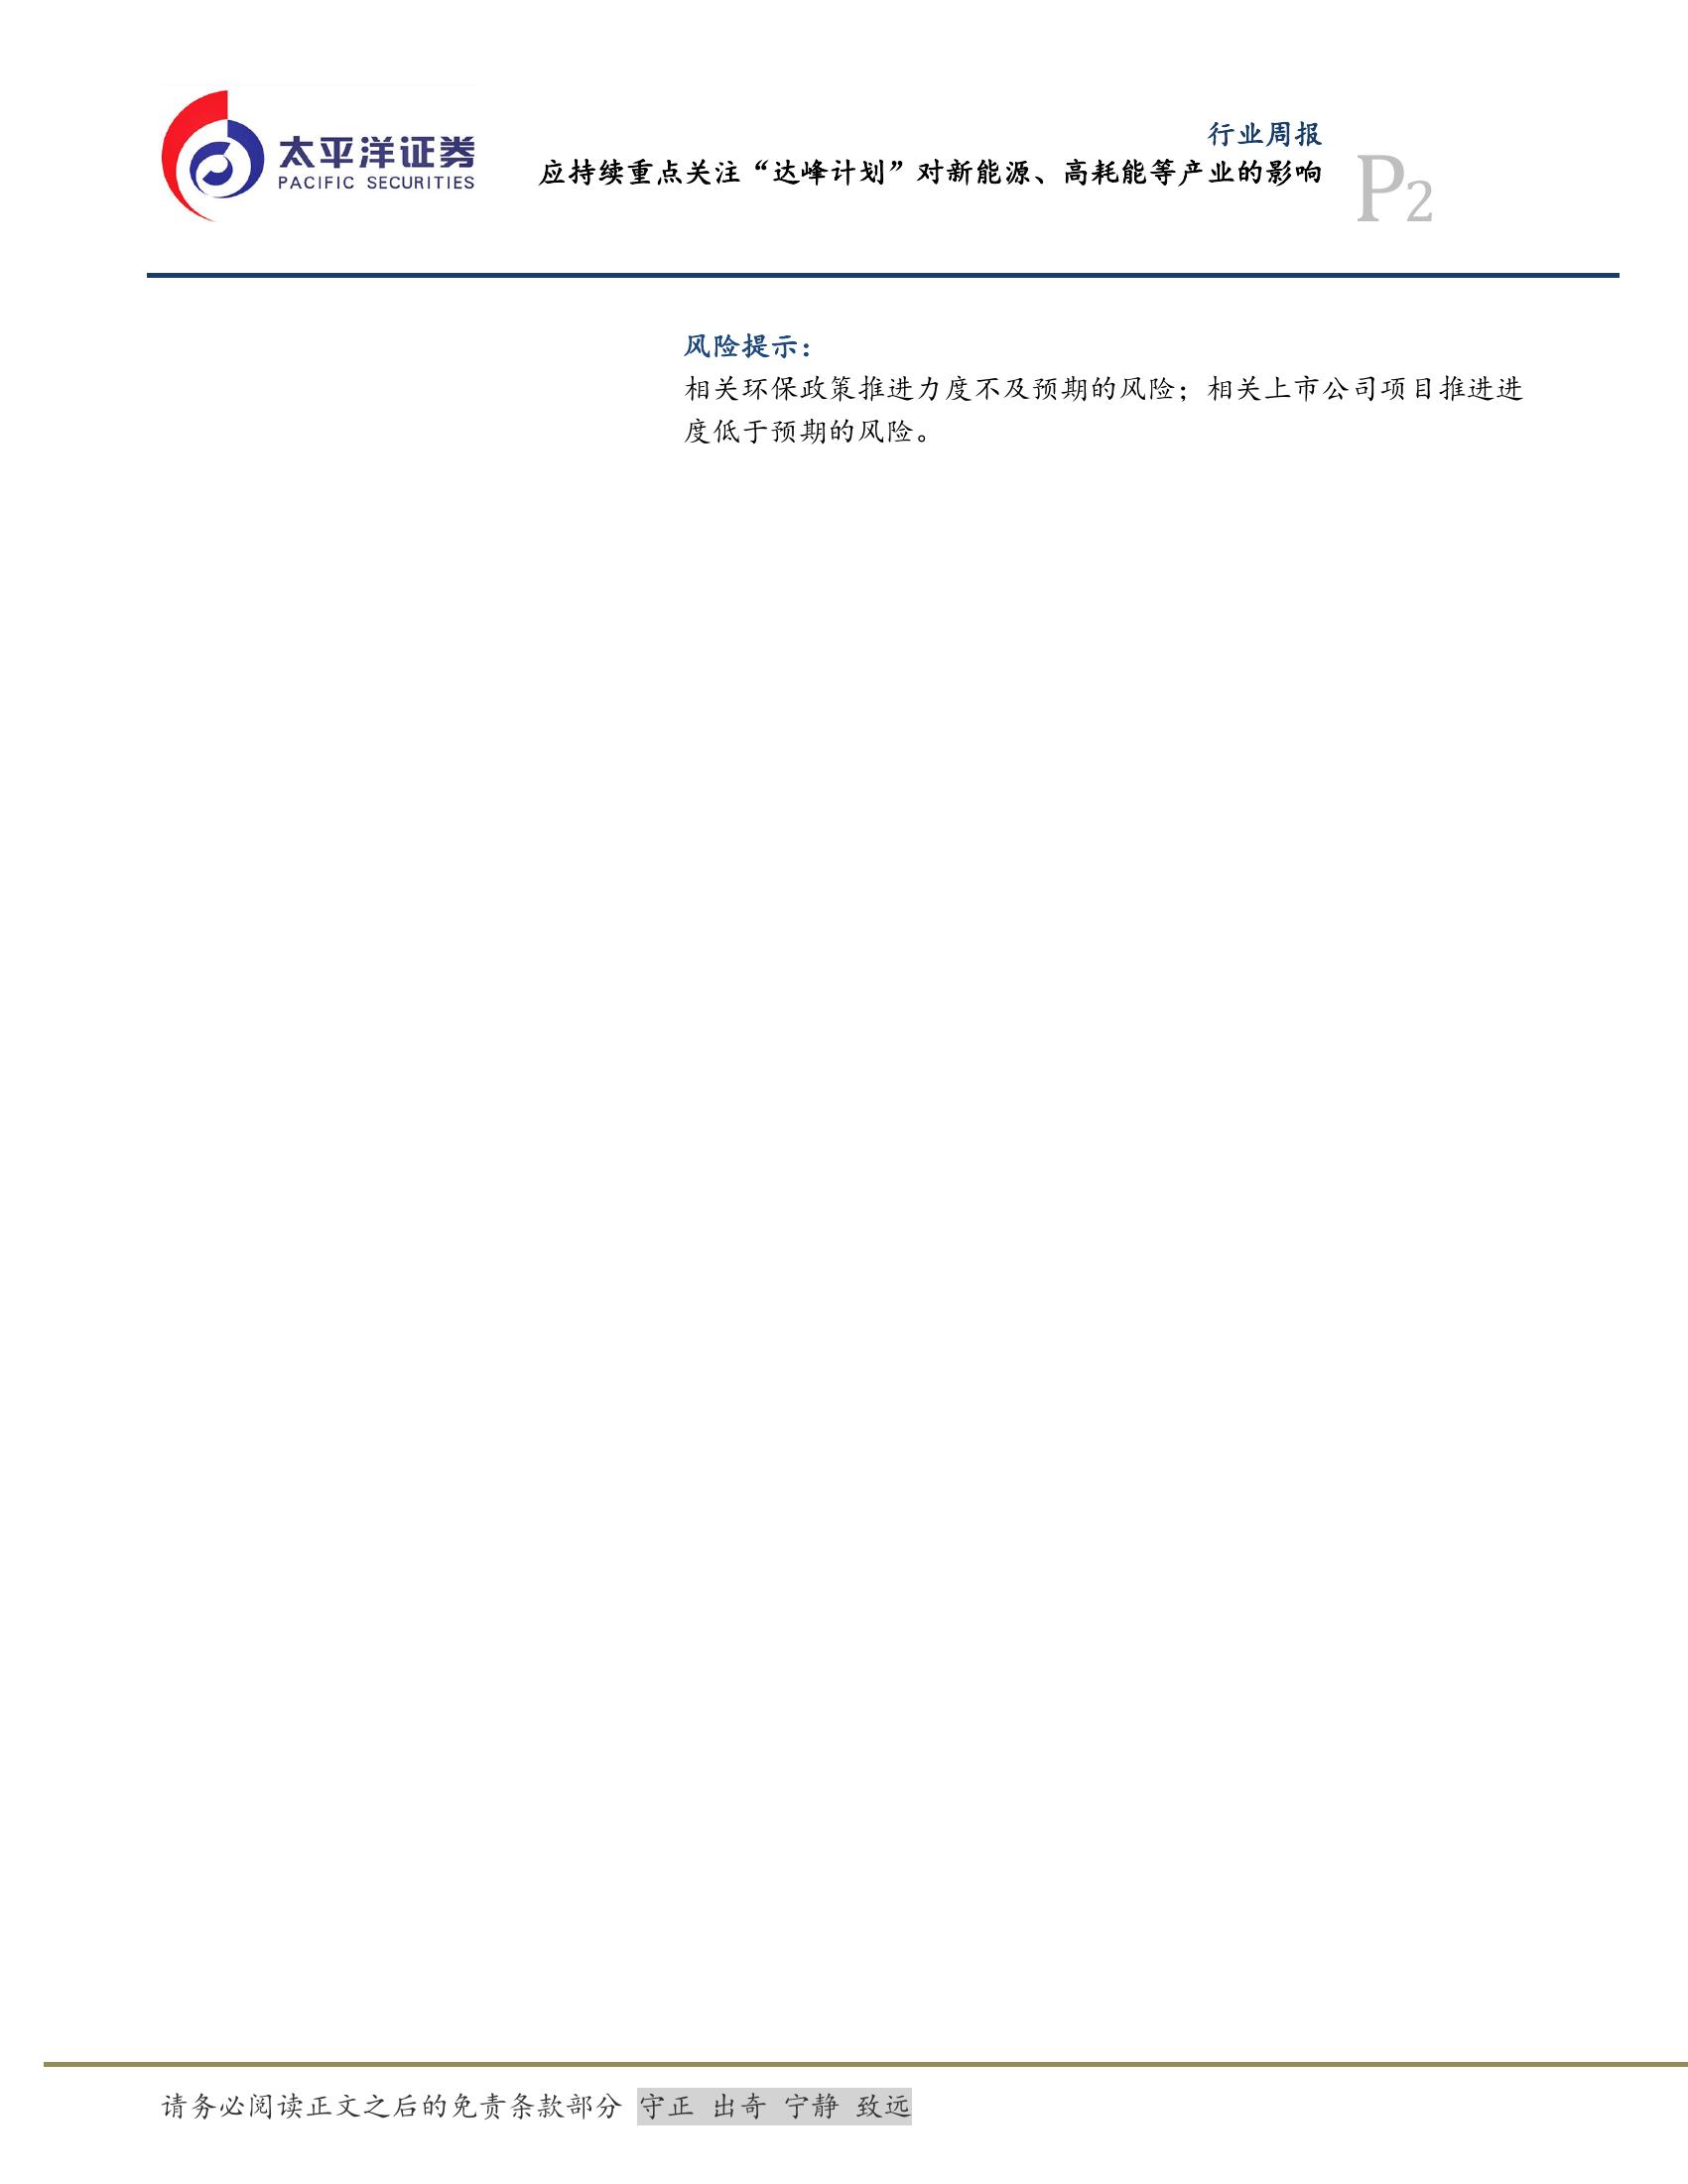 太平洋证券
PACIFIC SECURITIES
行业周报
应持续重点关注“达峰计划”对新能源、高耗能等产业的影响
P2
风险提示：
相关环保政策推进力度不及预期的风险；相关上市公司项目推进进
度低于预期的风险。
请务必阅读正文之后的免责条款部分 守正 出奇 宁静 致远